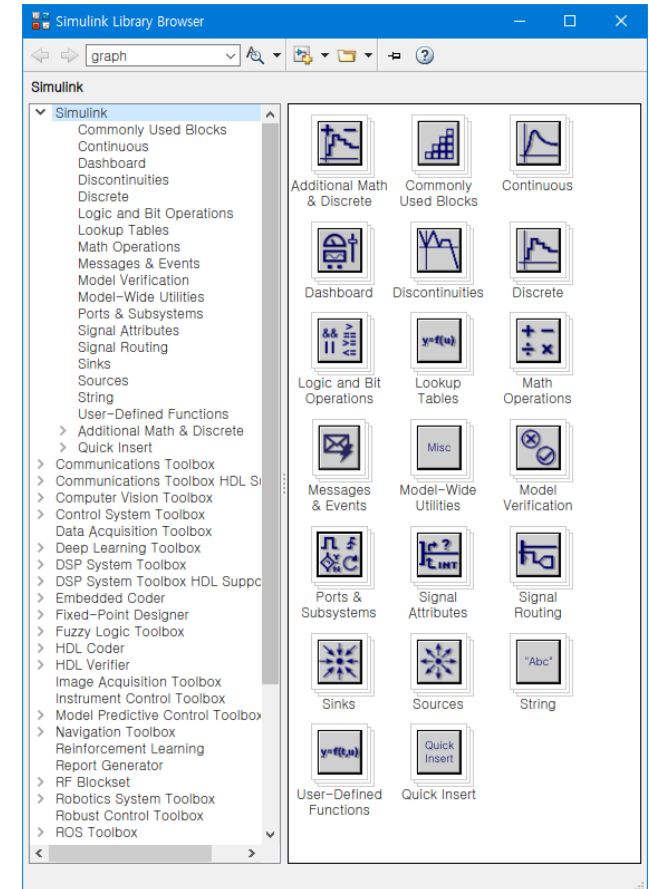 Simulink Library Browser
graph
Simulink
Simulink
Commonly Used Blocks
Continuous
Dashboard
Discontinuities
Discrete
Logic and Bit Operations
Lookup Tables
Math Operations
Messages & Events
Model Verification
Model-Wide Utilities
Ports & Subsystems
Signal Attributes
Signal Routing
Sinks
Sources
String
User-Defined Functions
Additional Math & Discrete
Quick Insert
Communications Toolbox
Communications Toolbox HDL Su
Computer Vision Toolbox
Control System Toolbox
Data Acquisition Toolbox
Deep Learning Toolbox
DSP System Toolbox
DSP System Toolbox HDL Suppo
Embedded Coder
Fixed-Point Designer
Fuzzy Logic Toolbox
HDL Coder
HDL Verifier
Image Acquisition Toolbox
Instrument Control Toolbox
Model Predictive Control Toolbox
Navigation Toolbox
Reinforcement Learning
Report Generator
RF Blockset
Robotics System Toolbox
Robust Control Toolbox
ROS Toolbox
Additional Math
& Discrete
Commonly
Used Blocks
Continuous
Dashboard
Discontinuities
Discrete
&& > 
|| ==
<=
y=f(u)
+ −
÷ ×
Logic and Bit
Operations
Lookup
Tables
Math
Operations
Misc
Messages
& Events
Model-Wide
Utilities
Model
Verification
?
INT
Ports &
Subsystems
Signal
Attributes
Signal
Routing
"Abc"
Sinks
Sources
String
y=f(t,u)
Quick
Insert
User-Defined
Functions
Quick Insert